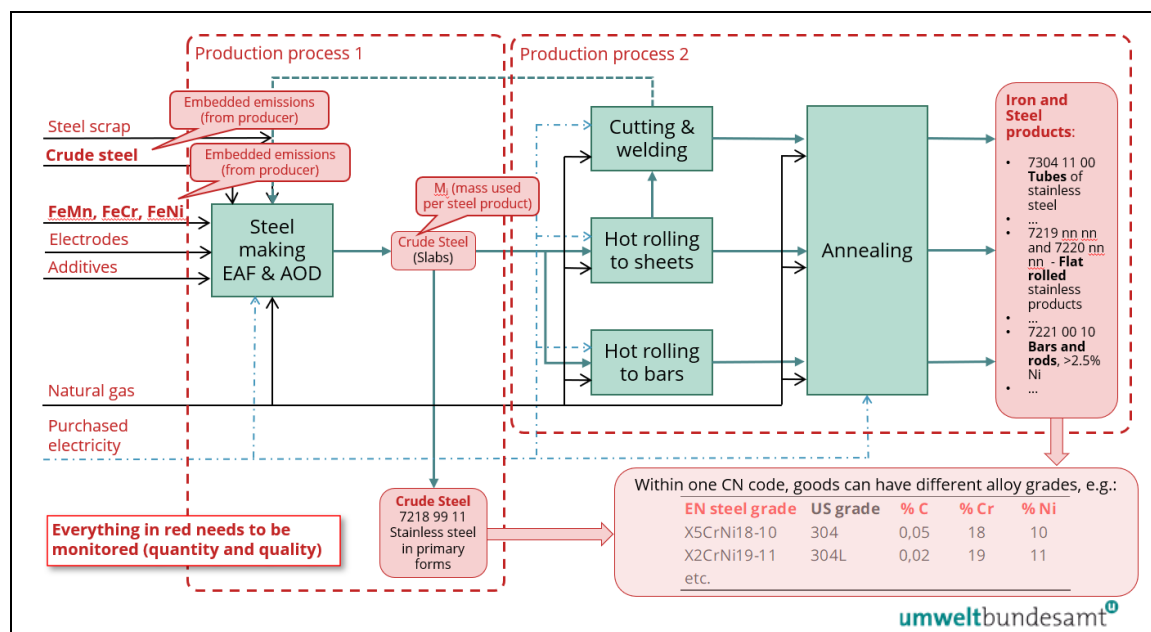 Production process 1
Production process 2
Embedded emissions
(from producer)
Steel scrap
Crude steel
Embedded emissions
(from producer)
FeMn, FeCr, FeNi
Electrodes
Additives
Steel
making
EAF & AOD
Mj (mass used
per steel product)
Crude Steel
(Slabs)
Cutting &
welding
Hot rolling
to sheets
Hot rolling
to bars
Annealing
Iron and
Steel
products:
• 7304 11 00
Tubes of
stainless
steel
• ...
• 7219 nn nn
and 7220 nn
nn - Flat
rolled
stainless
products
• ...
• 7221 00 10
Bars and
rods, >2.5%
Ni
• ...
Natural gas
Purchased
electricity
Crude Steel
7218 99 11
Stainless steel
in primary
forms
Everything in red needs to be
monitored (quantity and quality)
Within one CN code, goods can have different alloy grades, e.g.:
EN steel grade US grade % C % Cr % Ni
X5CrNi18-10 304 0,05 18 10
X2CrNi19-11 304L 0,02 19 11
etc.
umweltbundesamt u